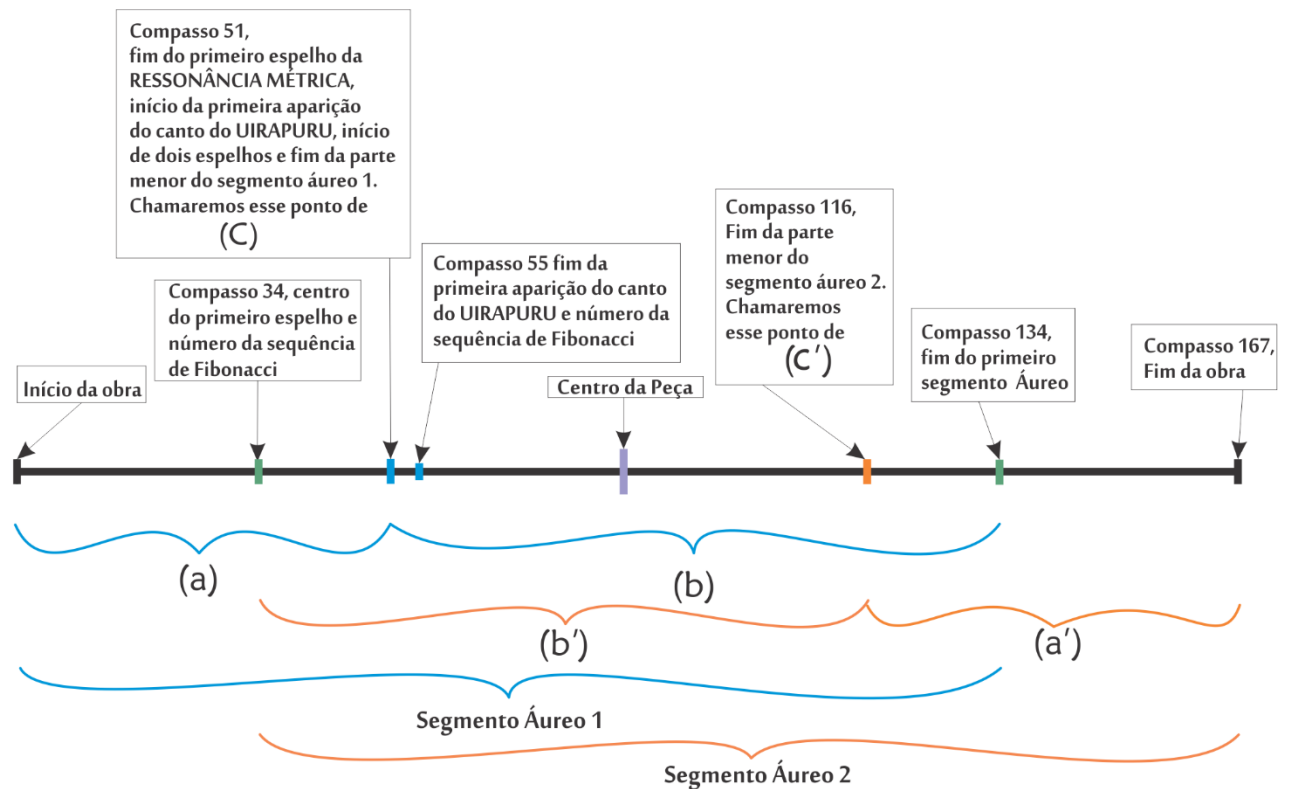 Compasso 51,
fim do primeiro espelho da
RESSONÂNCIA MÉTRICA,
início da primeira aparição
do canto do UIRAPURU, início
de dois espelhos e fim da parte
menor do segmento áureo 1.
Chamaremos esse ponto de
(C)
Compasso 34, centro
do primeiro espelho e
número da sequência
de Fibonacci
Compasso 55 fim da
primeira aparição do canto
do UIRAPURU e número da
sequência de Fibonacci
Compasso 116,
Fim da parte
menor do
segmento áureo 2.
Chamaremos
esse ponto de
(C')
Compasso 134,
fim do primeiro
segmento Áureo
Compasso 167,
Fim da obra
Início da obra
Centro da Peça
(a)
(b)
(b')
(a')
Segmento Áureo 1
Segmento Áureo 2